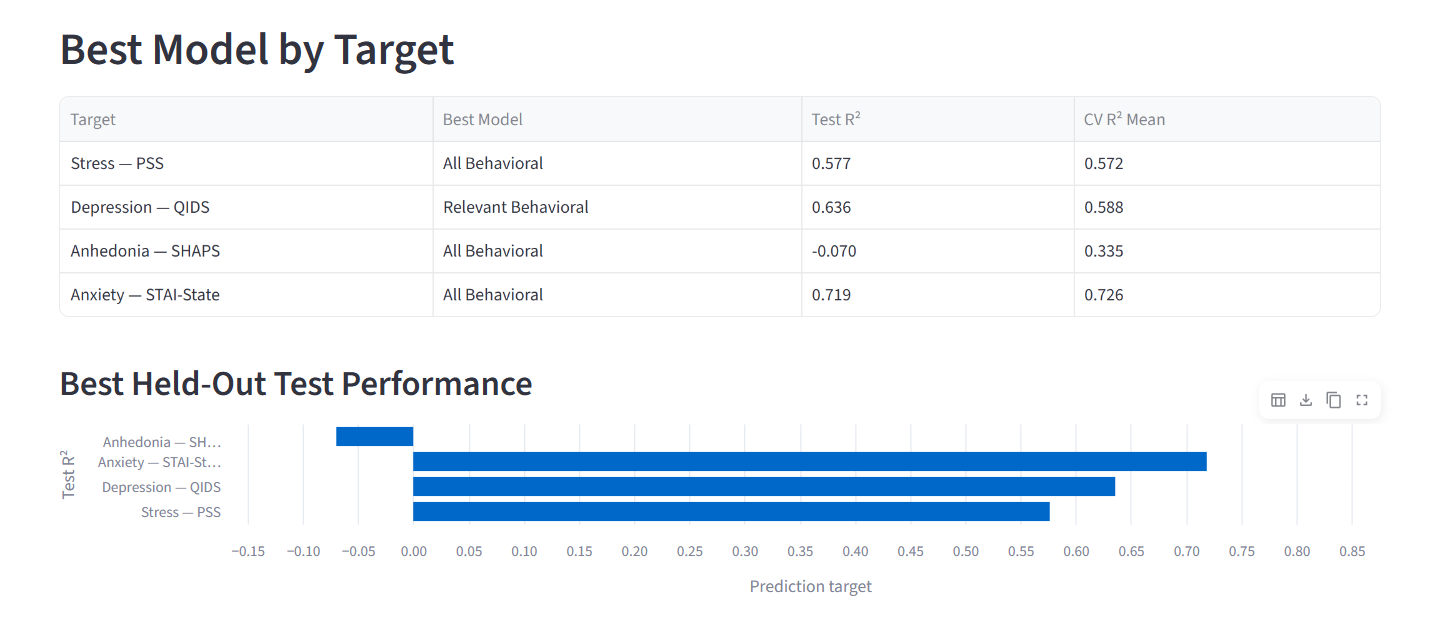 Best Model by Target
Target Best Model Test R² CV R² Mean
Stress — PSS All Behavioral 0.577 0.572
Depression — QIDS Relevant Behavioral 0.636 0.588
Anhedonia — SHAPS All Behavioral -0.070 0.335
Anxiety — STAI-State All Behavioral 0.719 0.726
Best Held-Out Test Performance
Test R²
Anhedonia — SH…
Anxiety — STAI-St…
Depression — QIDS
Stress — PSS
−0.15 −0.10 −0.05 0.00 0.05 0.10 0.15 0.20 0.25 0.30 0.35 0.40 0.45 0.50 0.55 0.60 0.65 0.70 0.75 0.80 0.85
Prediction target